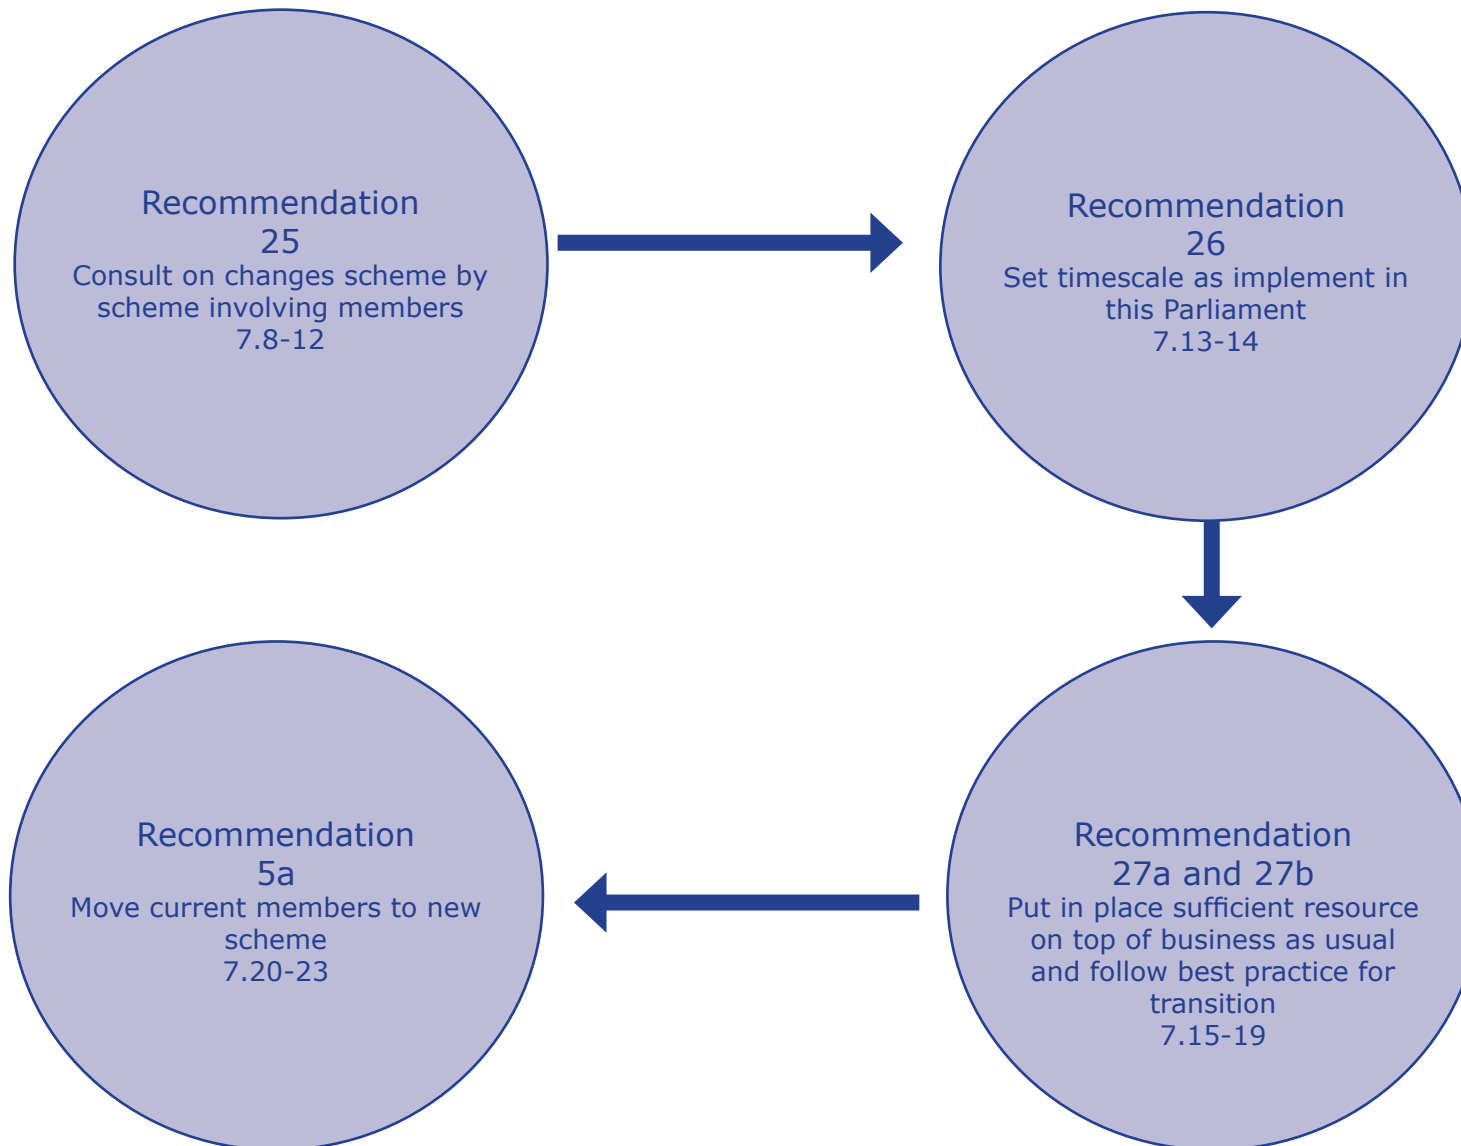 Recommendation
25
Consult on changes scheme by
scheme involving members
7.8-12
Recommendation
26
Set timescale as implement in
this Parliament
7.13-14
Recommendation
27a and 27b
Put in place sufficient resource
on top of business as usual
and follow best practice for
transition
7.15-19
Recommendation
5a
Move current members to new
scheme
7.20-23